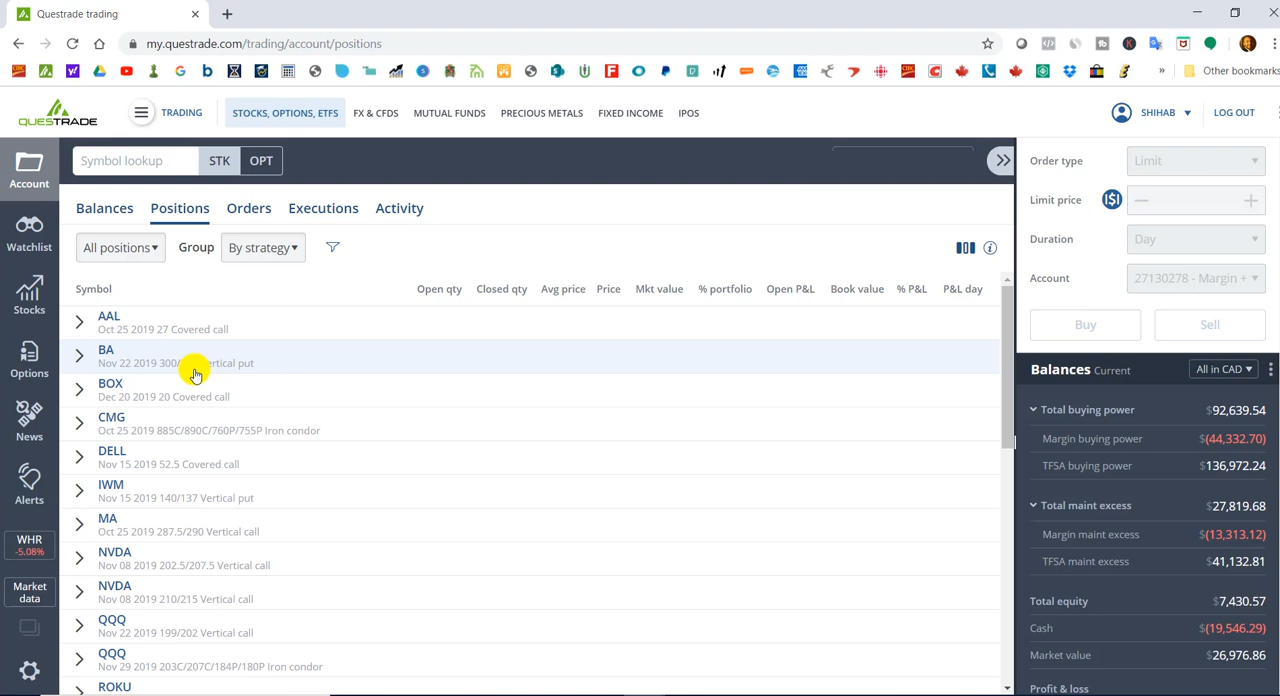 Questrade trading
my.questrade.com/trading/account/positions
Other bookmarks
QUESTRADE
TRADING
STOCKS, OPTIONS, ETFS
FX & CFDS
MUTUAL FUNDS
PRECIOUS METALS
FIXED INCOME
IPOS
SHIHAB
LOG OUT
Account
Watchlist
Stocks
Options
News
Alerts
WHR
-5.08%
Market
data
Symbol lookup
STK
OPT
Balances
Positions
Orders
Executions
Activity
All positions
Group
By strategy
Symbol Open qty Closed qty Avg price Price Mkt value % portfolio Open P&L Book value % P&L P&L day
AAL
Oct 25 2019 27 Covered call
BA
Nov 22 2019 300/ ertical put
BOX
Dec 20 2019 20 Covered call
CMG
Oct 25 2019 885C/890C/760P/755P Iron condor
DELL
Nov 15 2019 52.5 Covered call
IWM
Nov 15 2019 140/137 Vertical put
MA
Oct 25 2019 287.5/290 Vertical call
NVDA
Nov 08 2019 202.5/207.5 Vertical call
NVDA
Nov 08 2019 210/215 Vertical call
QQQ
Nov 22 2019 199/202 Vertical call
QQQ
Nov 29 2019 203C/207C/184P/180P Iron condor
ROKU
Order type Limit
Limit price
Duration Day
Account 27130278 - Margin +
Buy
Sell
Balances Current All in CAD
Total buying power $92,639.54
Margin buying power $(44,332.70)
TFSA buying power $136,972.24
Total maint excess $27,819.68
Margin maint excess $(13,313.12)
TFSA maint excess $41,132.81
Total equity $7,430.57
Cash $(19,546.29)
Market value $26,976.86
Profit & loss